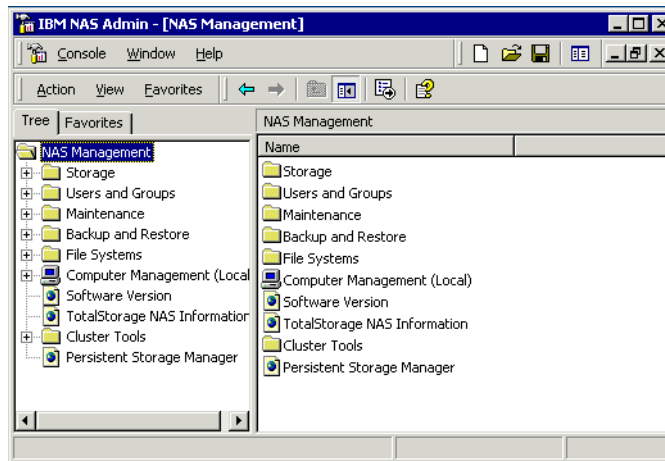 IBM NAS Admin - [NAS Management]
Console Window Help
Action View Favorites
Tree Favorites
NAS Management
Storage
Users and Groups
Maintenance
Backup and Restore
File Systems
Computer Management (Local
Software Version
TotalStorage NAS Information
Cluster Tools
Persistent Storage Manager
NAS Management
Name
Storage
Users and Groups
Maintenance
Backup and Restore
File Systems
Computer Management (Local)
Software Version
TotalStorage NAS Information
Cluster Tools
Persistent Storage Manager